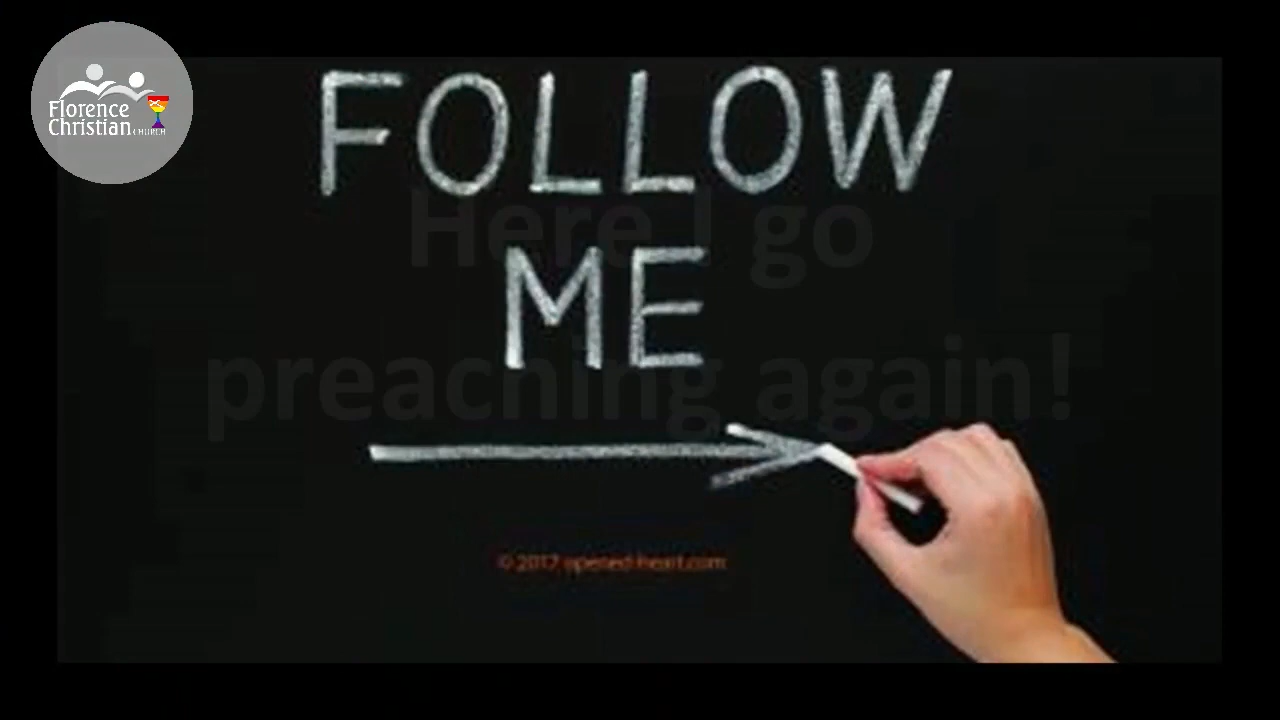 Florence
Christian CHURCH
FOLLOW
Here I go
ME
preaching again!
© 2017 opened-heart.com